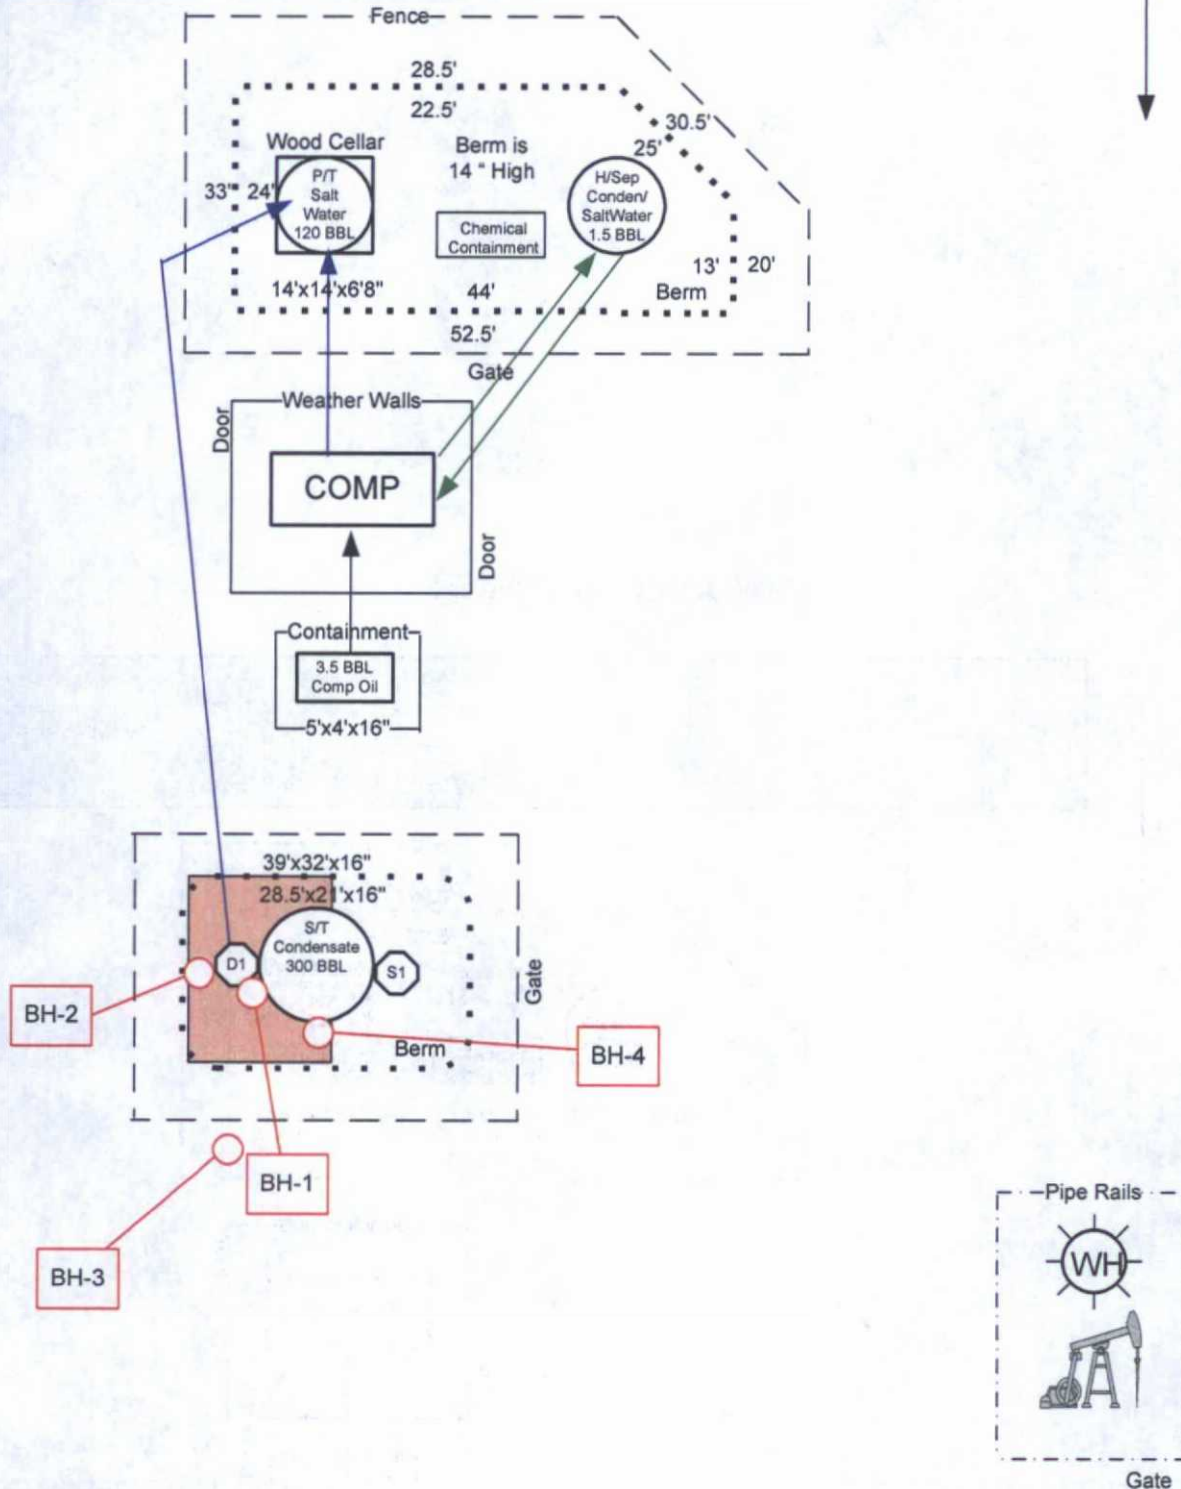 Fence
28.5'
22.5'
30.5'
25'
Wood Cellar
Berm is
14 " High
P/T
Salt
Water
120 BBL
H/Sep
Conden/
SaltWater
1.5 BBL
33'
24'
Chemical
Containment
13'
20'
14'x14'x6'8"
44'
Berm
52.5'
Gate
Weather Walls
Door
COMP
Door
Containment
3.5 BBL
Comp Oil
5'x4'x16"
39'x32'x16"
28.5'x21'x16"
S/T
Condensate
300 BBL
D1
S1
Gate
BH-2
Berm
BH-4
BH-1
BH-3
Pipe Rails
WH
Gate